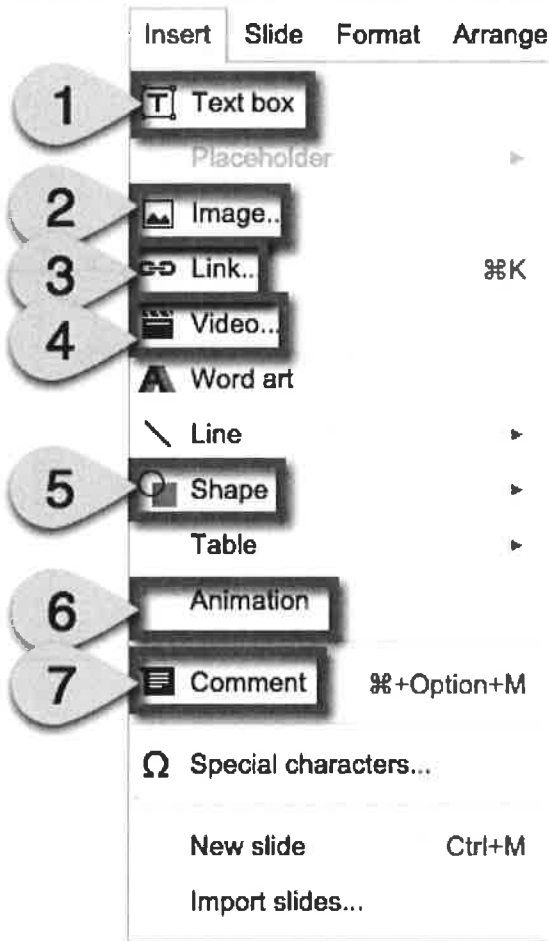 Insert Slide Format Arrange
1 Text box
Placeholder
2 Image..
3 Link.. ⌘K
4 Video...
Word art
Line
5 Shape
Table
6 Animation
7 Comment ⌘+Option+M
Ω Special characters...
New slide Ctrl+M
Import slides...